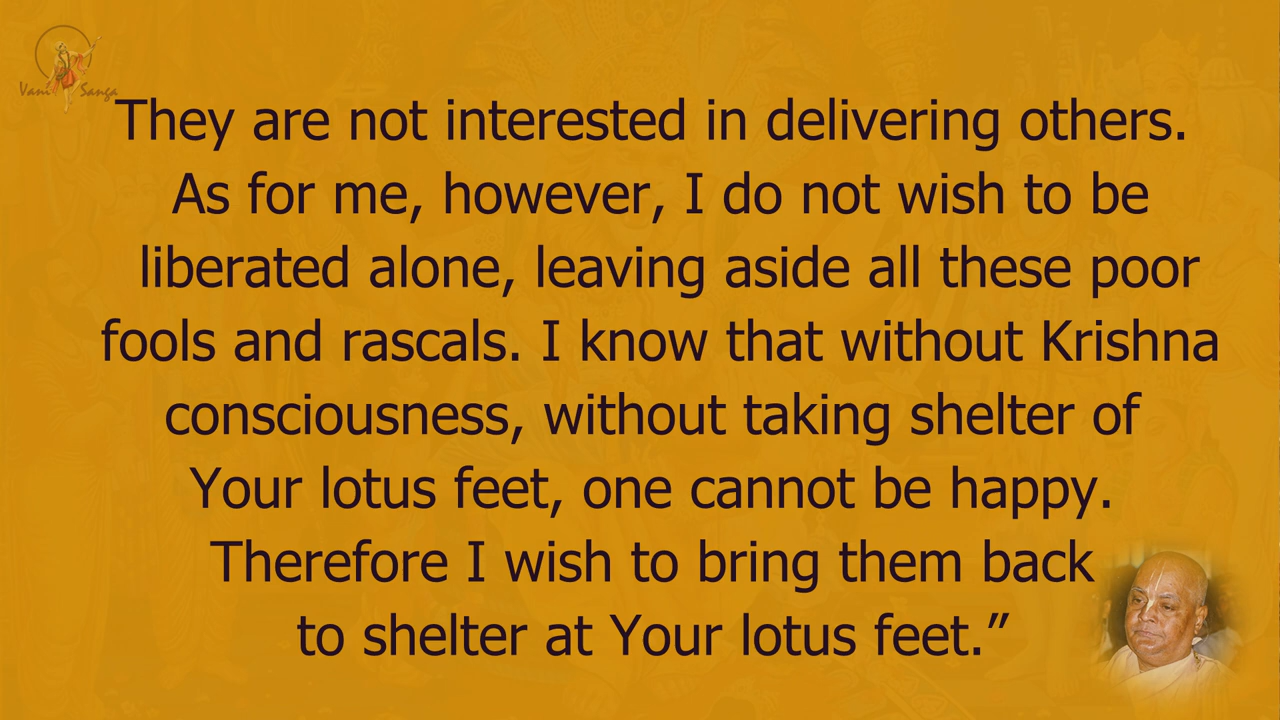 Vani Sanga
They are not interested in delivering others.
As for me, however, I do not wish to be
liberated alone, leaving aside all these poor
fools and rascals. I know that without Krishna
consciousness, without taking shelter of
Your lotus feet, one cannot be happy.
Therefore I wish to bring them back
to shelter at Your lotus feet.”